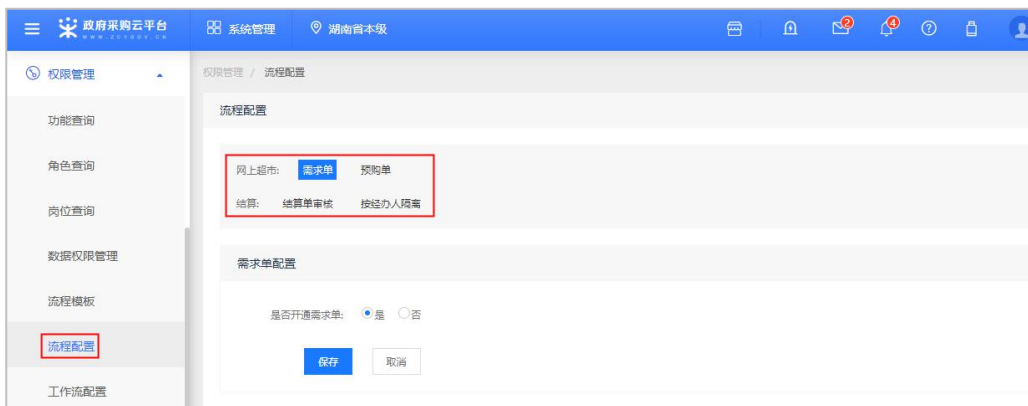 政府采购云平台 系统管理 湖南省本级 2 4
WWW.ZCYGOV.CN
权限管理
权限管理 / 流程配置
功能查询
流程配置
角色查询
网上超市: 需求单 预购单
岗位查询
结算: 结算单审核 按经办人隔离
数据权限管理
需求单配置
流程模板
是否开通需求单: 是 否
流程配置
保存 取消
工作流配置